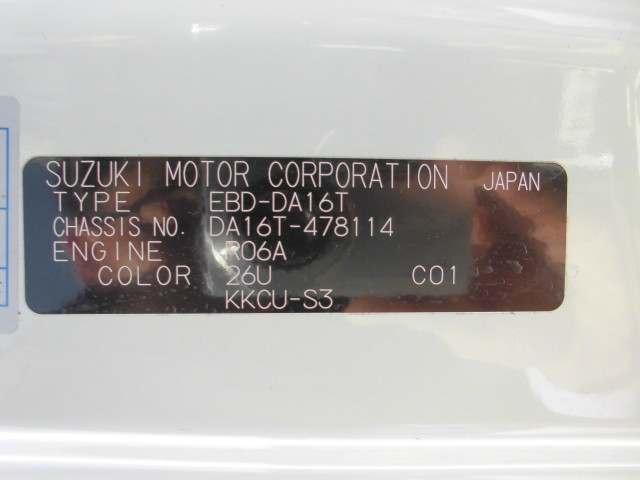 SUZUKI MOTOR CORPORATION JAPAN
TYPE EBD-DA16T
CHASSIS NO. DA16T-478114
ENGINE R06A
COLOR 26U C01
KKCU-S3